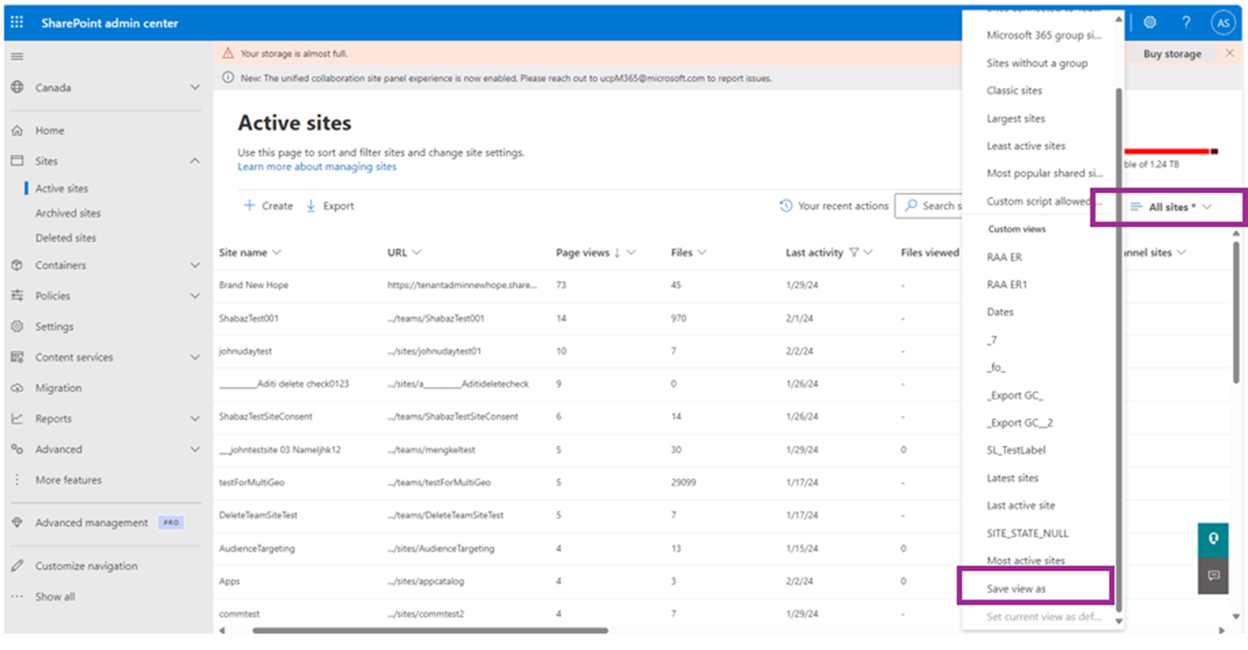 SharePoint admin center
AS
Your storage is almost full.
Buy storage
New: The unified collaboration site panel experience is now enabled. Please reach out to ucpM365@microsoft.com to report issues.
Canada
Home
Sites
Active sites
Archived sites
Deleted sites
Containers
Policies
Settings
Content services
Migration
Reports
Advanced
More features
Advanced management PRO
Customize navigation
Show all
Active sites
Use this page to sort and filter sites and change site settings.
Learn more about managing sites
ble of 1.24 TB
Create Export Your recent actions Search s All sites *
Site name URL Page views ↓ Files Last activity Files viewed nnel sites
Brand New Hope https://tenantadminnewhope.share... 73 45 1/29/24 -
ShabazTest001 .../teams/ShabazTest001 14 970 2/1/24 -
johnudaytest .../sites/johnudaytest01 10 7 2/2/24 -
_________Aditi delete check0123 .../sites/a_________Aditideletecheck 9 0 1/26/24 -
ShabazTestSiteConsent .../teams/ShabazTestSiteConsent 6 14 1/26/24 -
___johntestsite 03 Nameljhk12 .../teams/mengkeltest 5 30 1/29/24 0
testForMultiGeo .../teams/testForMultiGeo 5 29099 1/17/24 -
DeleteTeamSiteTest .../teams/DeleteTeamSiteTest 5 7 1/17/24 -
AudienceTargeting .../sites/AudienceTargeting 4 13 1/15/24 0
Apps .../sites/appcatalog 4 3 2/2/24 0
commtest .../sites/commtest2 4 7 1/29/24 -
Microsoft 365 group si...
Sites without a group
Classic sites
Largest sites
Least active sites
Most popular shared si...
Custom script allowed...
Custom views
RAA ER
RAA ER1
Dates
_7
_fo_
_Export GC_
_Export GC__2
SL_TestLabel
Latest sites
Last active site
SITE_STATE_NULL
Most active sites
Save view as
Set current view as def...